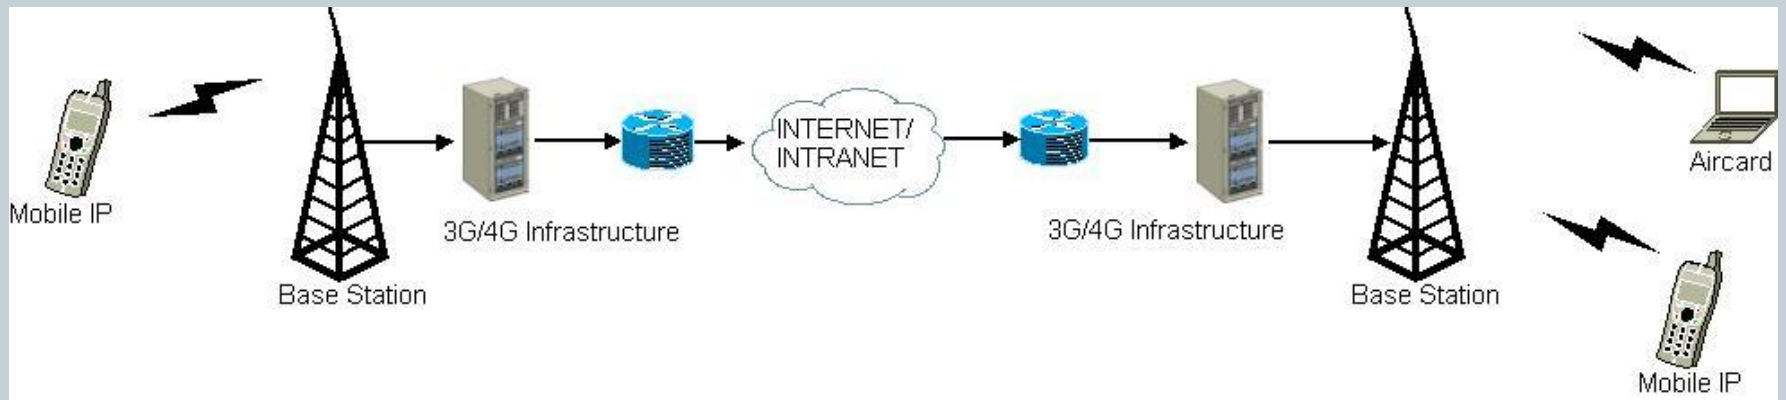 Mobile IP
Base Station
3G/4G Infrastructure
INTERNET/
INTRANET
3G/4G Infrastructure
Base Station
Aircard
Mobile IP